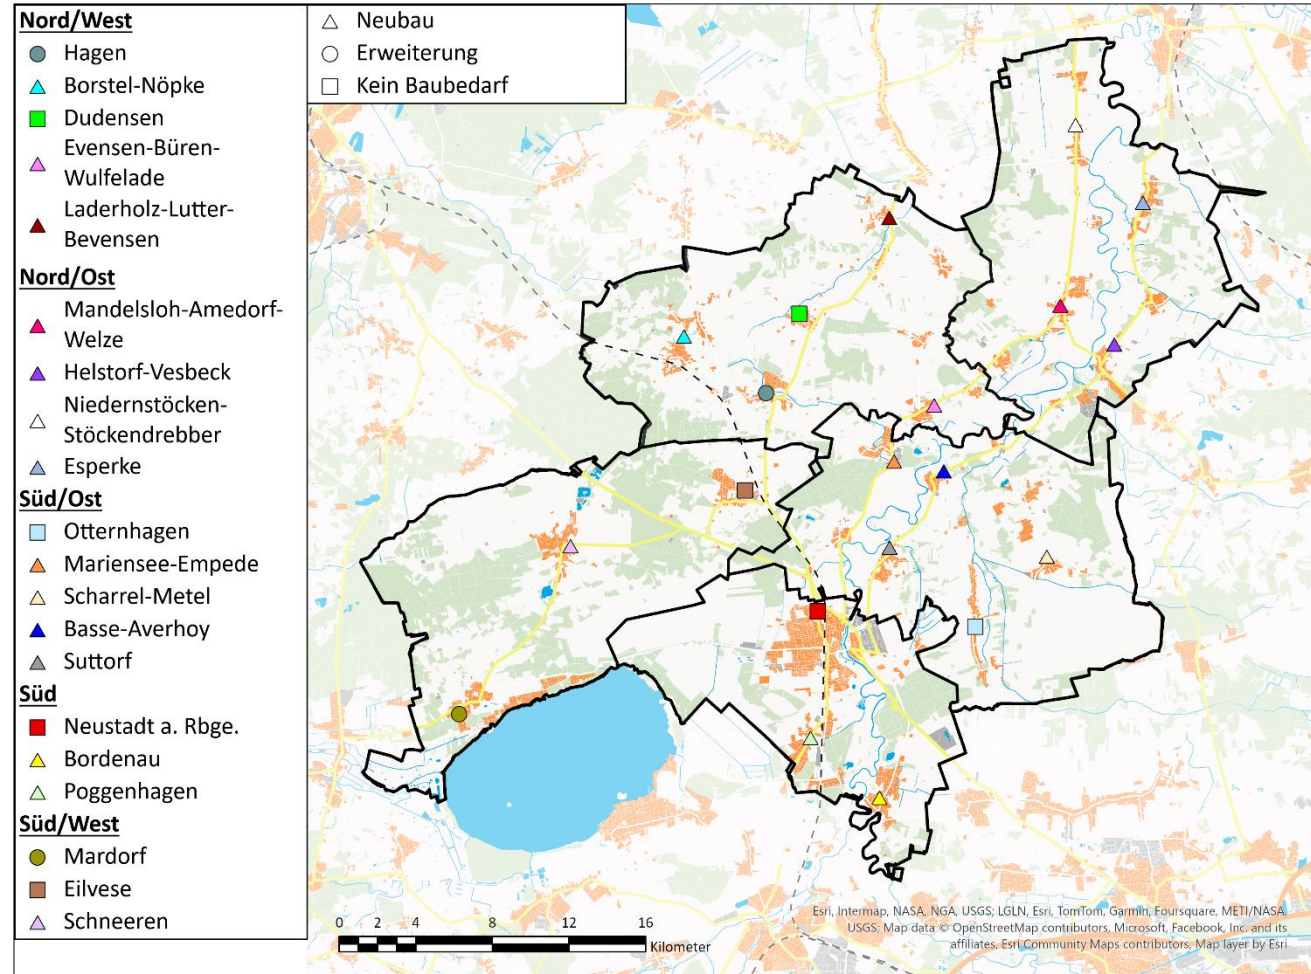 Nord/West
Hagen
Borstel-Nöpke
Dudensen
Evensen-Büren-
Wulfelade
Laderholz-Lutter-
Bevensen
Nord/Ost
Mandelsloh-Amedorf-
Welze
Helstorf-Vesbeck
Niedernstöcken-
Stöckendrebber
Esperke
Süd/Ost
Otternhagen
Mariensee-Empede
Scharrel-Metel
Basse-Averhoy
Suttorf
Süd
Neustadt a. Rbge.
Bordenau
Poggenhagen
Süd/West
Mardorf
Eilvese
Schneeren
Neubau
Erweiterung
Kein Baubedarf
0 2 4 8 12 16
Kilometer
Esri, Intermap, NASA, NGA, USGS; LGLN, Esri, TomTom, Garmin, Foursquare, METI/NASA,
USGS; Map data © OpenStreetMap contributors, Microsoft, Facebook, Inc. and its
affiliates, Esri Community Maps contributors, Map layer by Esri